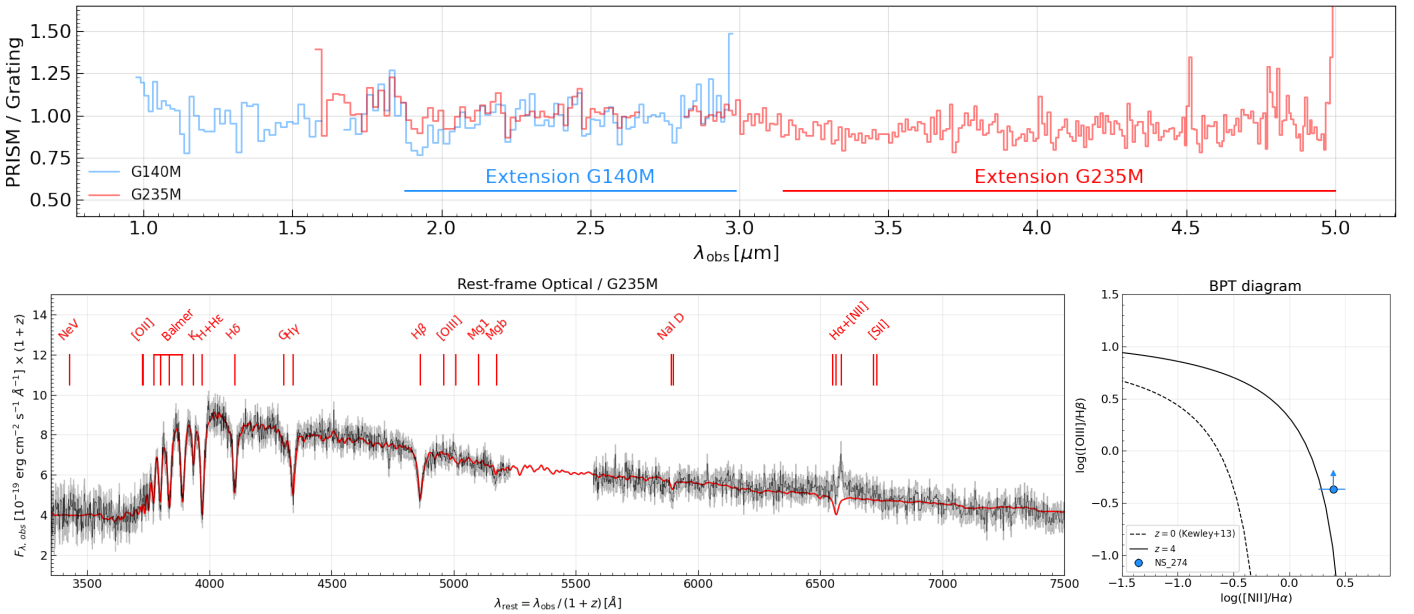 1.50
1.25
1.00
0.75
0.50
PRISM / Grating
G140M
G235M
Extension G140M
Extension G235M
1.0 1.5 2.0 2.5 3.0 3.5 4.0 4.5 5.0
λobs [μm]
Rest-frame Optical / G235M
NeV [OII] Balmer K H+Hε Hδ G Hγ Hβ [OIII] Mg1 Mgb NaI D Hα+[NII] [SII]
14
12
10
8
6
4
2
Fλ, obs [10⁻¹⁹ erg cm⁻² s⁻¹ Å⁻¹] × (1 + z)
3500 4000 4500 5000 5500 6000 6500 7000 7500
λrest = λobs / (1 + z) [Å]
BPT diagram
1.5
1.0
0.5
0.0
−0.5
−1.0
log([OIII]/Hβ)
z = 0 (Kewley+13)
z = 4
NS_274
−1.5 −1.0 −0.5 0.0 0.5
log([NII]/Hα)